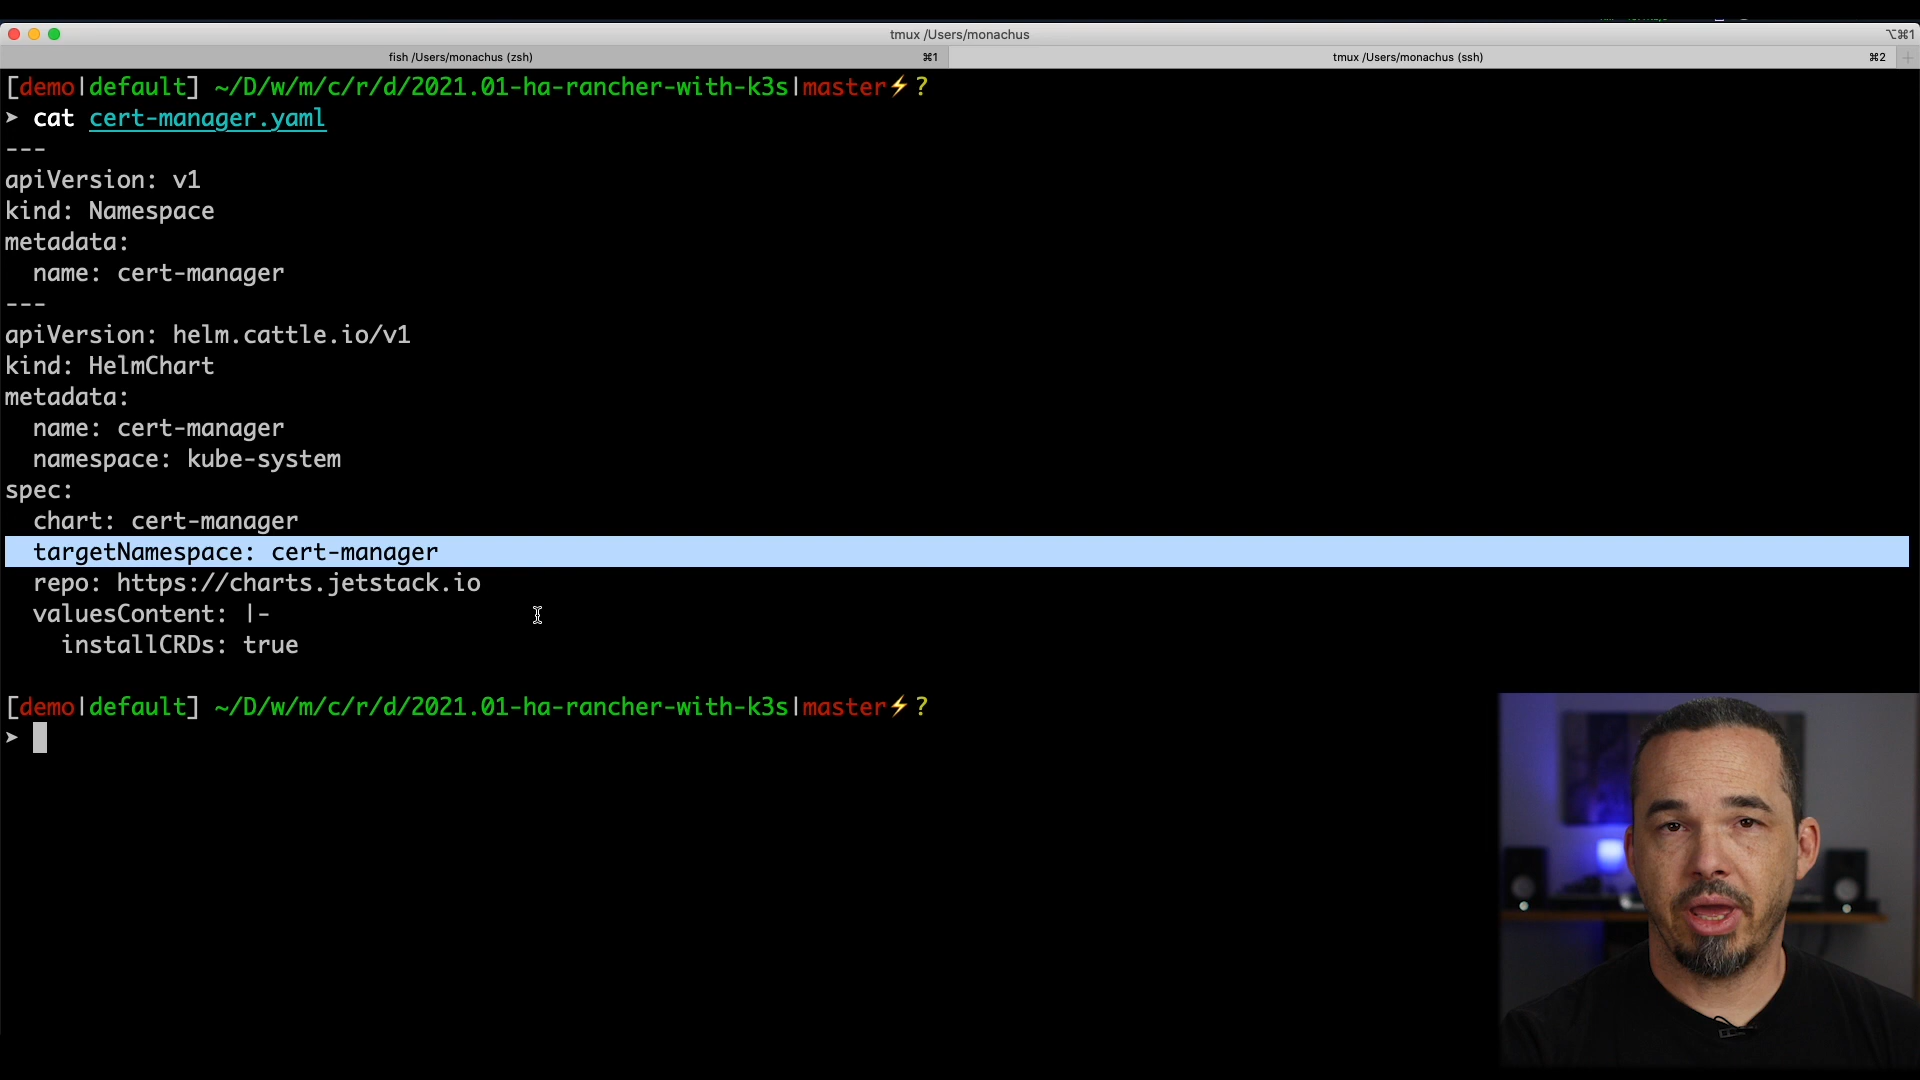 tmux /Users/monachus
⌥⌘1
fish /Users/monachus (zsh)
⌘1
tmux /Users/monachus (ssh)
⌘2
[demo|default] ~/D/w/m/c/r/d/2021.01-ha-rancher-with-k3s|master⚡?
➤ cat cert-manager.yaml
---
apiVersion: v1
kind: Namespace
metadata:
  name: cert-manager
---
apiVersion: helm.cattle.io/v1
kind: HelmChart
metadata:
  name: cert-manager
  namespace: kube-system
spec:
  chart: cert-manager
  targetNamespace: cert-manager
  repo: https://charts.jetstack.io
  valuesContent: |-
    installCRDs: true
[demo|default] ~/D/w/m/c/r/d/2021.01-ha-rancher-with-k3s|master⚡?
➤